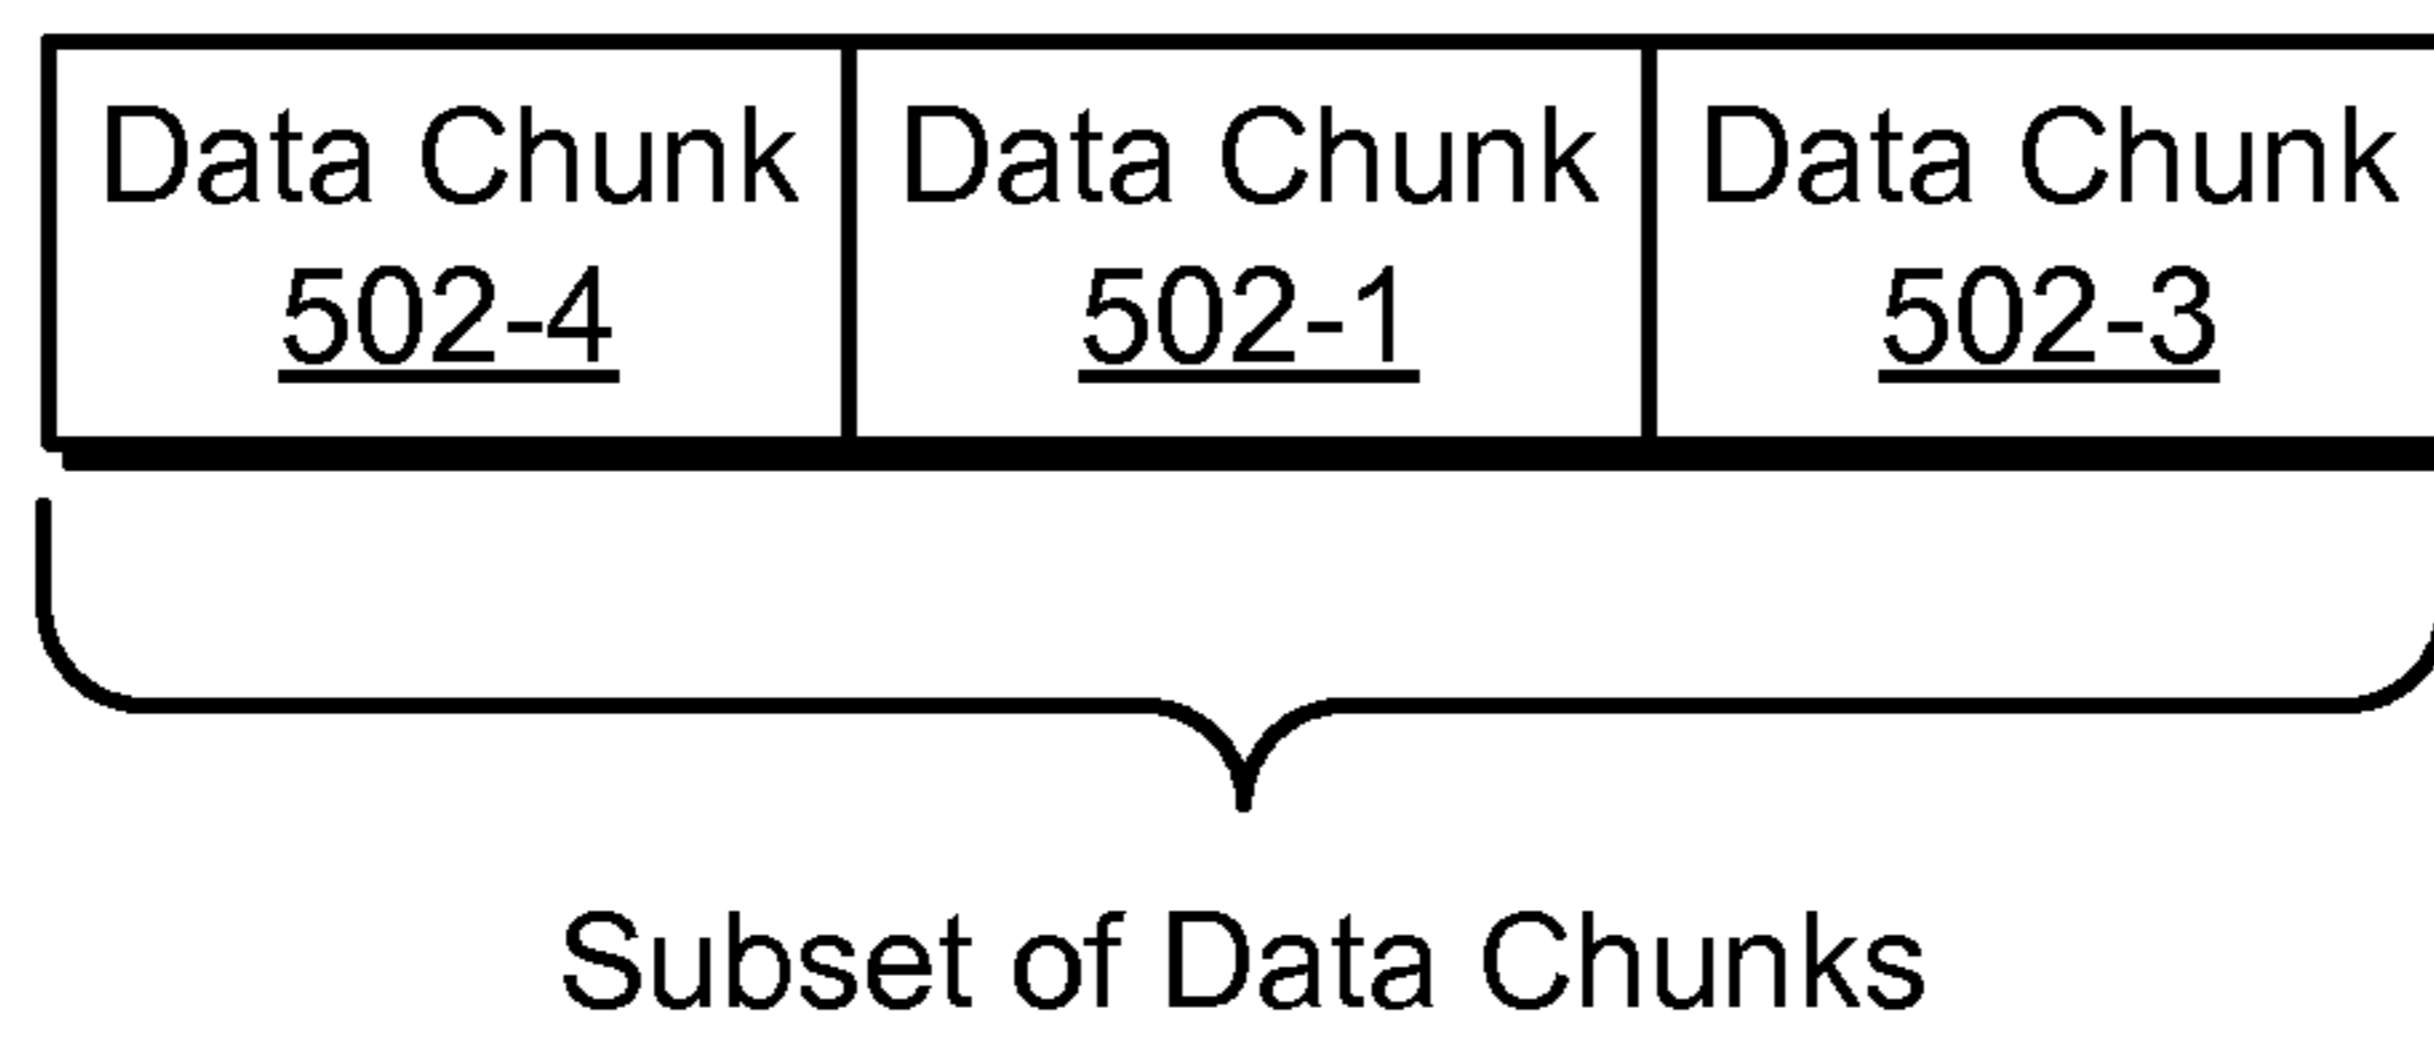 Data Chunk Data Chunk Data Chunk
502-4 502-1 502-3
Subset of Data Chunks